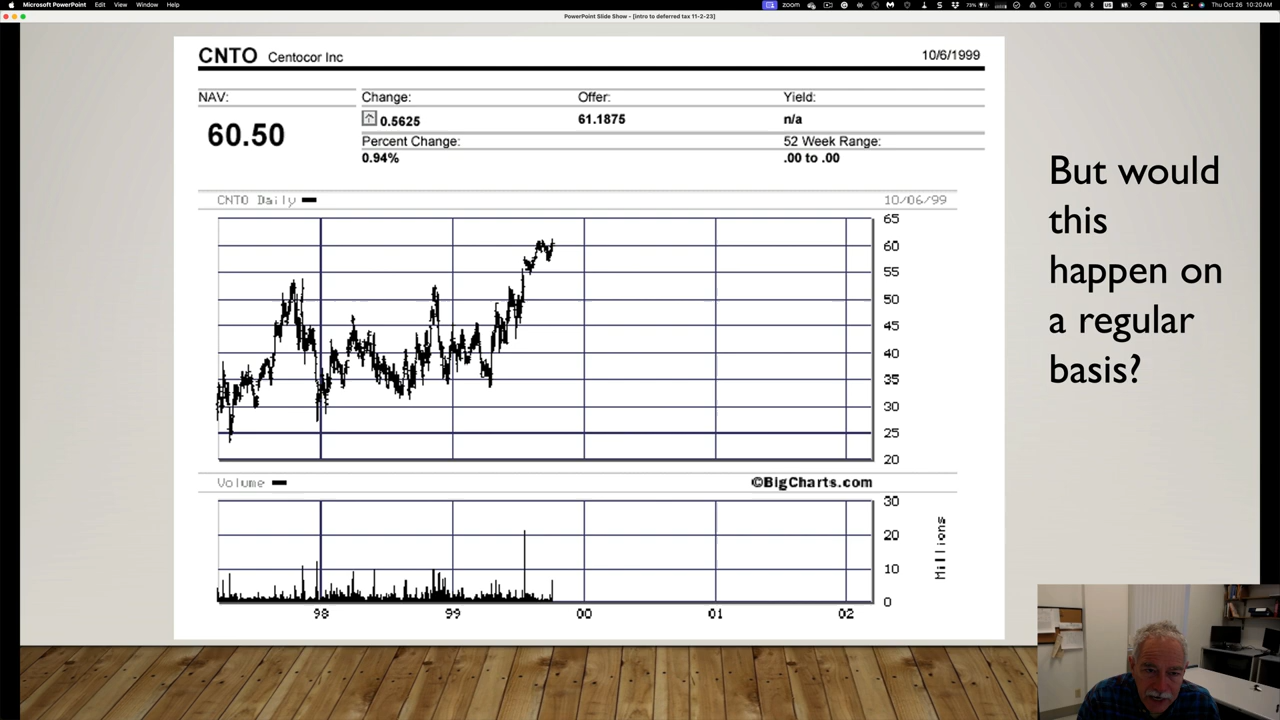 Microsoft PowerPoint File Edit View Window Help
zoom
73%
US
Thu Oct 26 10:20 AM
PowerPoint Slide Show - [intro to deferred tax 11-2-23]
CNTO Centocor Inc
10/6/1999
NAV:
Change:
Offer:
Yield:
60.50
0.5625
61.1875
n/a
Percent Change:
52 Week Range:
0.94%
.00 to .00
CNTO Daily
10/06/99
65
60
55
50
45
40
35
30
25
20
Volume
©BigCharts.com
30
20
10
0
Millions
98
99
00
01
02
But would
this
happen on
a regular
basis?